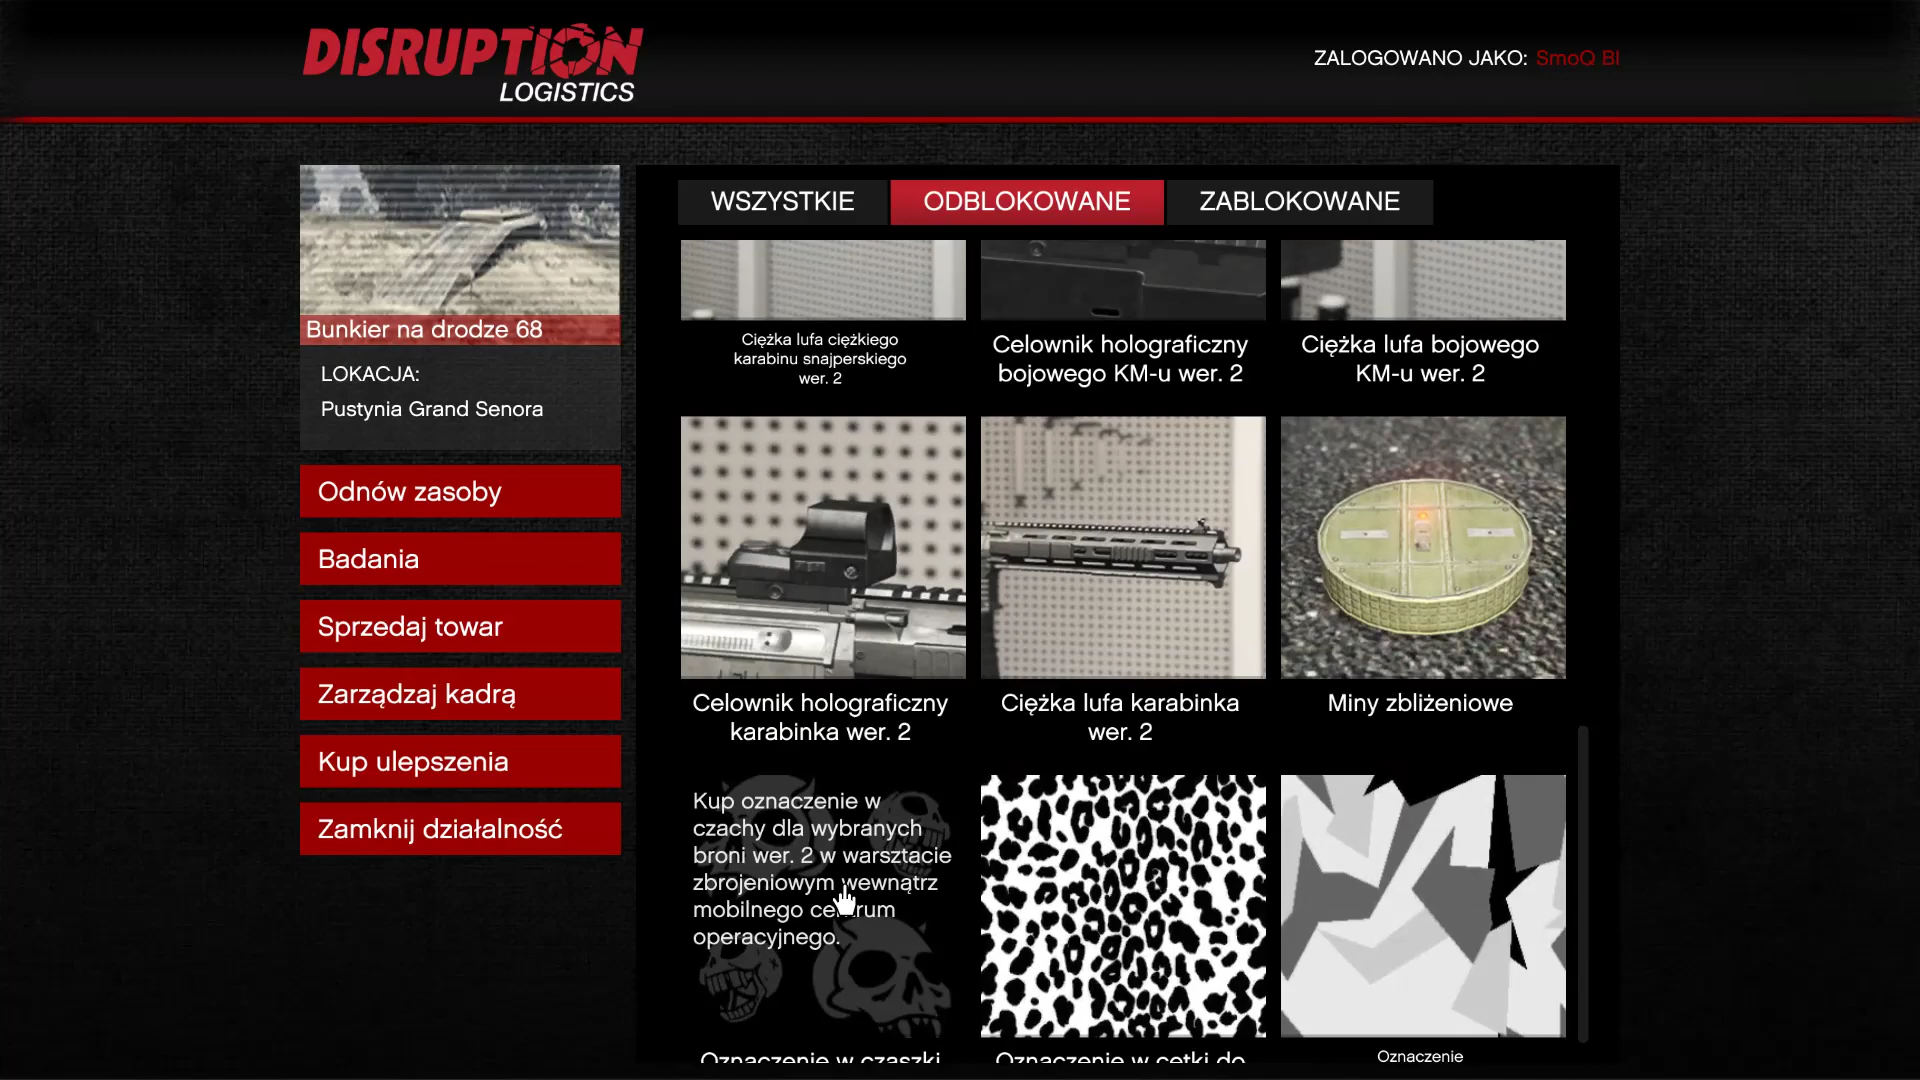 DISRUPTION
LOGISTICS
ZALOGOWANO JAKO: SmoQ BI
Bunkier na drodze 68
LOKACJA:
Pustynia Grand Senora
Odnów zasoby
Badania
Sprzedaj towar
Zarządzaj kadrą
Kup ulepszenia
Zamknij działalność
WSZYSTKIE
ODBLOKOWANE
ZABLOKOWANE
Ciężka lufa ciężkiego
karabinu snajperskiego
wer. 2
Celownik holograficzny
bojowego KM-u wer. 2
Ciężka lufa bojowego
KM-u wer. 2
Celownik holograficzny
karabinka wer. 2
Ciężka lufa karabinka
wer. 2
Miny zbliżeniowe
Kup oznaczenie w
czachy dla wybranych
broni wer. 2 w warsztacie
zbrojeniowym wewnątrz
mobilnego centrum
operacyjnego.
Oznaczenie w czaszki
Oznaczenie w cętki do
Oznaczenie